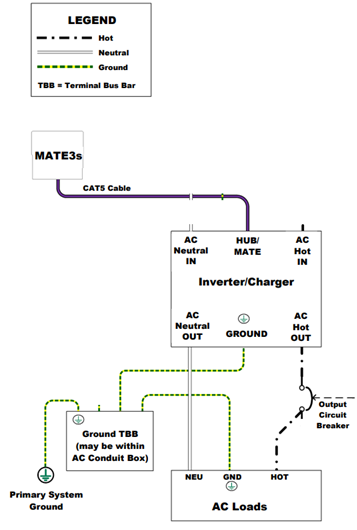 LEGEND
Hot
Neutral
Ground
TBB = Terminal Bus Bar
MATE3s
CAT5 Cable
AC
Neutral
IN
HUB/
MATE
AC
Hot
IN
Inverter/Charger
AC
Neutral
OUT
GROUND
AC
Hot
OUT
Output
Circuit
Breaker
Ground TBB
(may be within
AC Conduit Box)
Primary System
Ground
NEU
GND
HOT
AC Loads